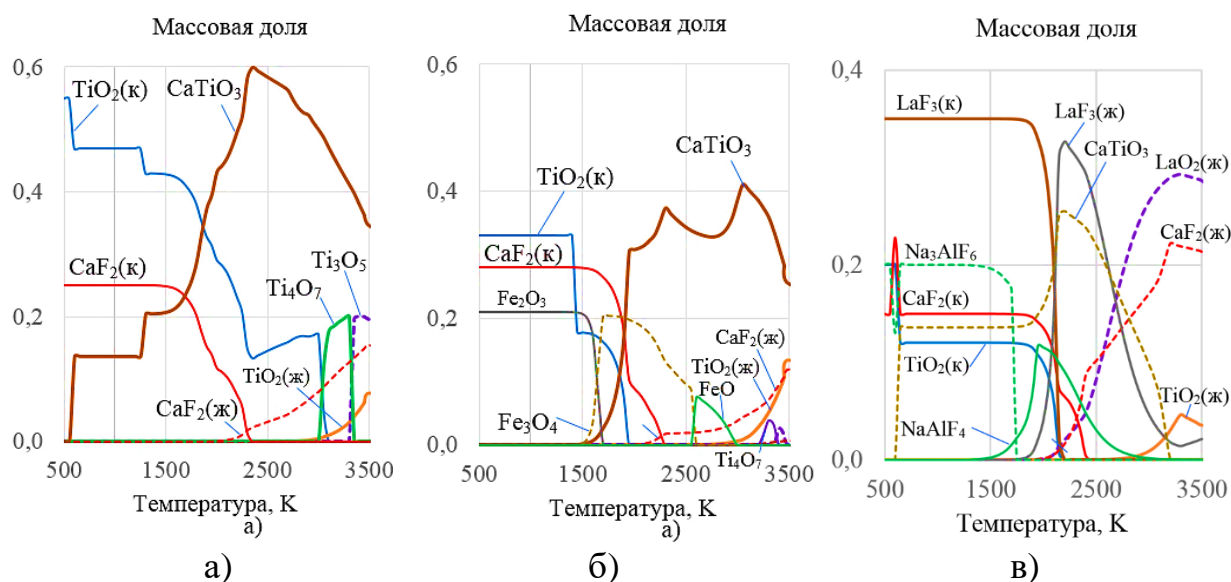 Массовая доля
0,6
0,4
0,2
0,0
TiO₂(к)
CaTiO₃
CaF₂(к)
Ti₃O₅
Ti₄O₇
TiO₂(ж)
CaF₂(ж)
500 1500 2500 3500
Температура, К
а)
а)
Массовая доля
0,6
0,4
0,2
0,0
CaTiO₃
TiO₂(к)
CaF₂(к)
Fe₂O₃
CaF₂(ж)
TiO₂(ж)
FeO
Fe₃O₄
Ti₄O₇
500 1500 2500 3500
Температура, К
а)
б)
Массовая доля
0,4
0,2
0,0
LaF₃(к)
LaF₃(ж)
CaTiO₃
LaO₂(ж)
CaF₂(ж)
Na₃AlF₆
CaF₂(к)
TiO₂(к)
TiO₂(ж)
NaAlF₄
500 1500 2500 3500
Температура, К
в)